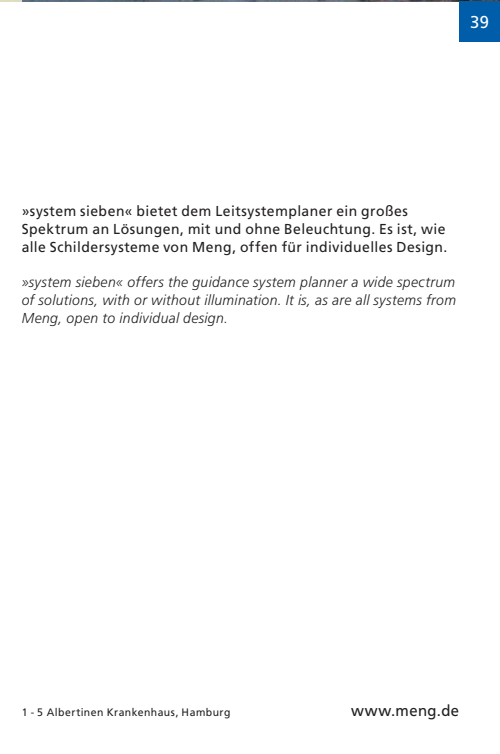 39
»system sieben« bietet dem Leitsystemplaner ein großes
Spektrum an Lösungen, mit und ohne Beleuchtung. Es ist, wie
alle Schildersysteme von Meng, offen für individuelles Design.
»system sieben« offers the guidance system planner a wide spectrum
of solutions, with or without illumination. It is, as are all systems from
Meng, open to individual design.
1 - 5 Albertinen Krankenhaus, Hamburg
www.meng.de